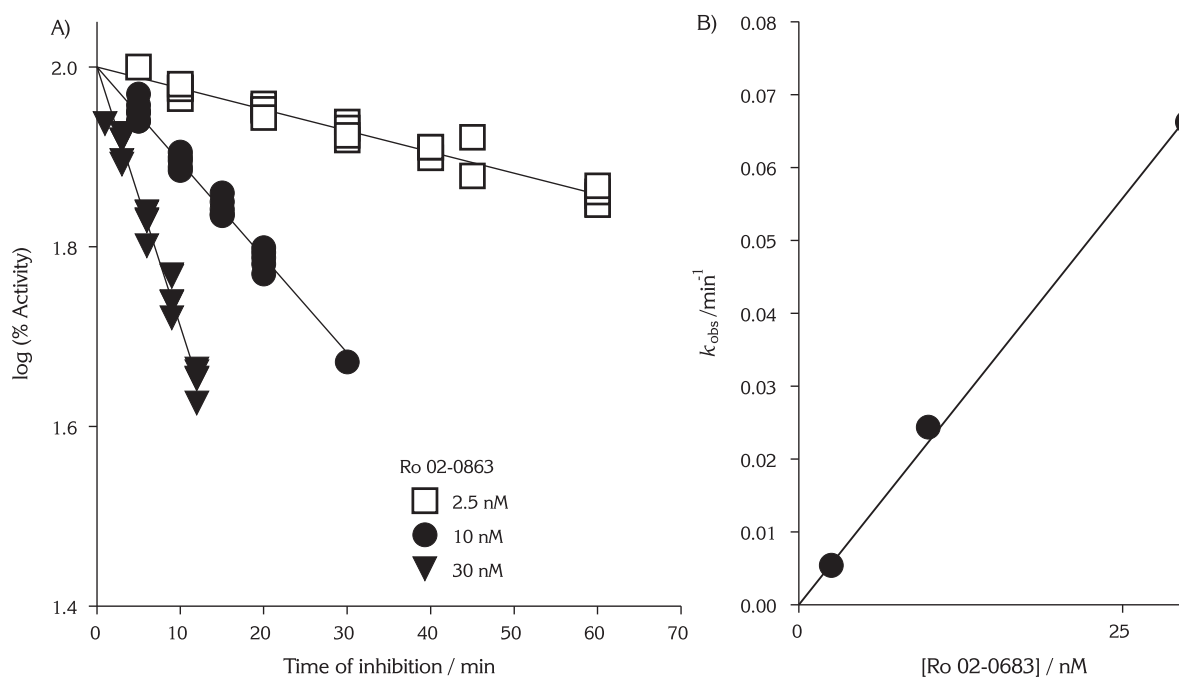 A)
2.0
1.8
1.6
1.4
log (% Activity)
0 10 20 30 40 50 60 70
Time of inhibition / min
Ro 02-0863
2.5 nM
10 nM
30 nM
B)
0.08
0.07
0.06
0.05
0.04
0.03
0.02
0.01
0.00
kobs /min-1
0 25
[Ro 02-0683] / nM